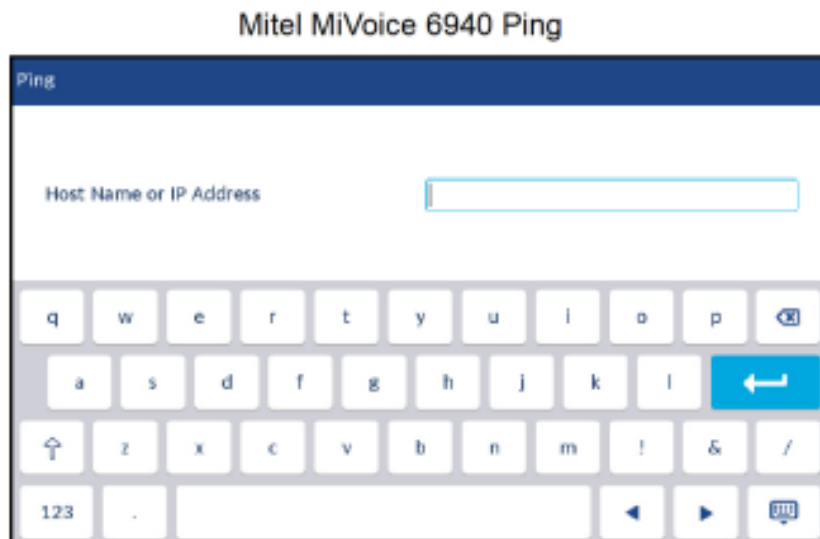 Mitel MiVoice 6940 Ping
Ping
Host Name or IP Address
q w e r t y u i o p
a s d f g h j k l
z x c v b n m ! & /
123 .